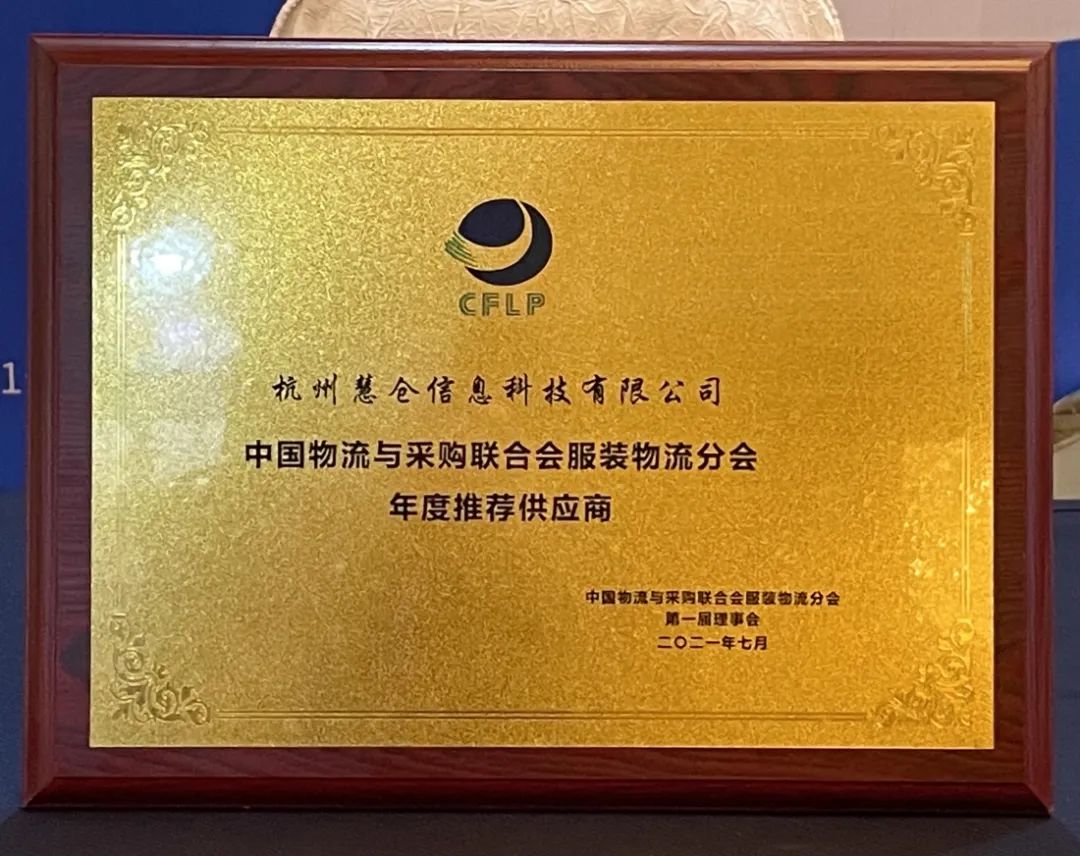 CFLP
杭州慧仓信息科技有限公司
中国物流与采购联合会服装物流分会
年度推荐供应商
中国物流与采购联合会服装物流分会
第一届理事会
二〇二一年七月
1